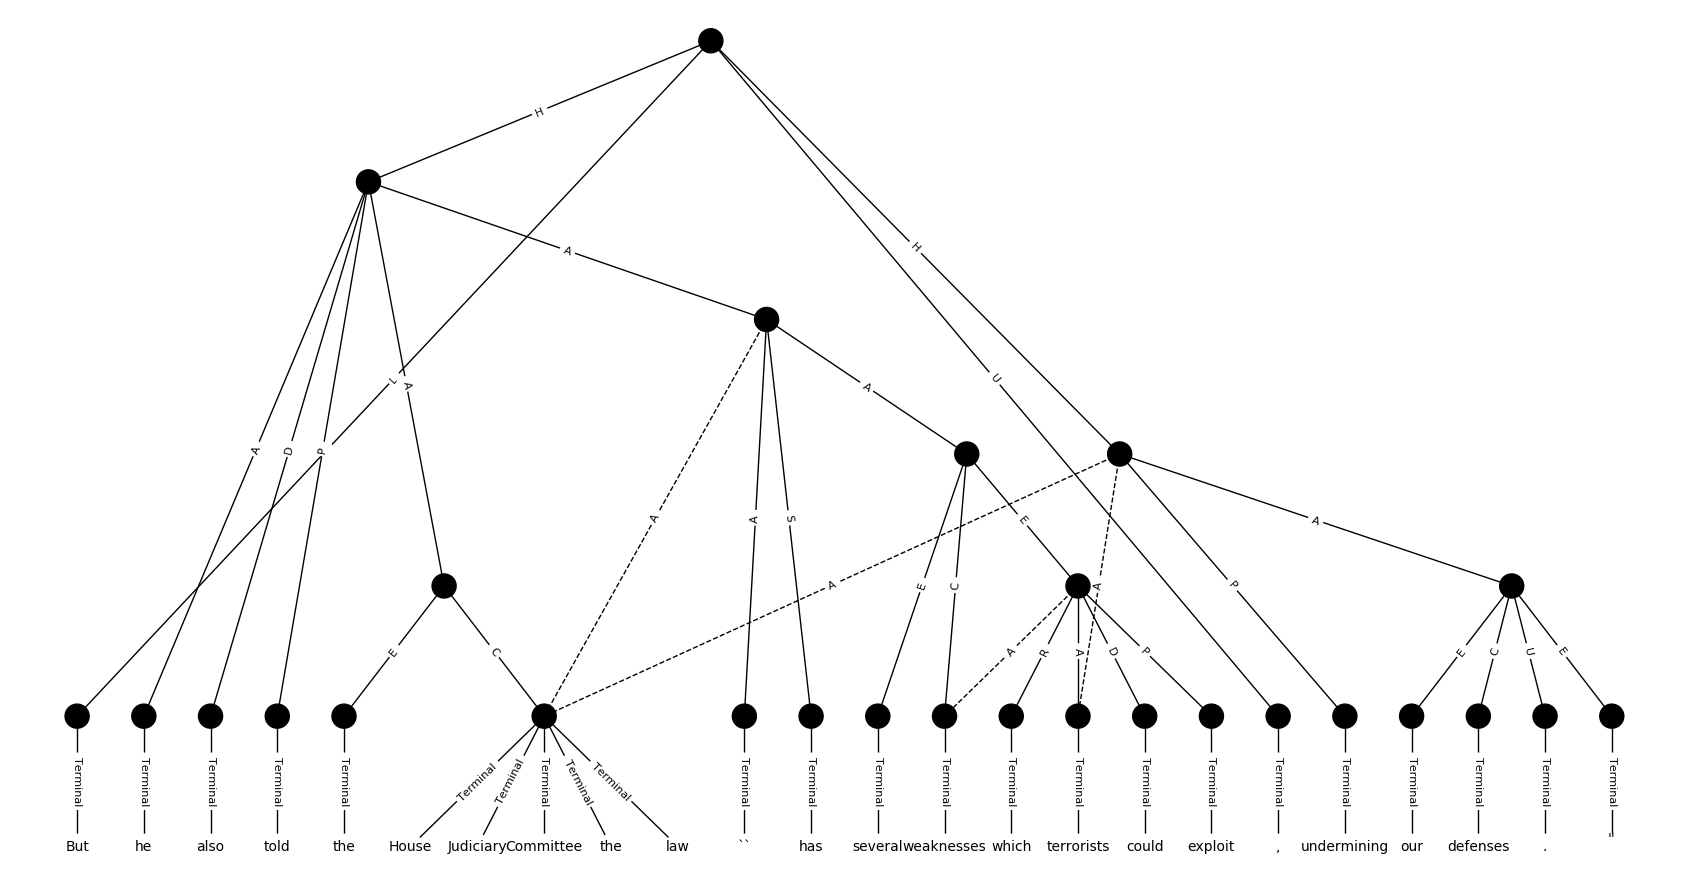 H
A
H
U
L
A
A
A
D
P
A
A
S
A
E
A
A
P
E
C
E
C
A
A
R
A
D
P
E
C
U
E
Terminal Terminal Terminal Terminal Terminal Terminal Terminal Terminal Terminal Terminal Terminal Terminal Terminal Terminal Terminal Terminal Terminal Terminal Terminal Terminal Terminal Terminal Terminal Terminal
But he also told the House Judiciary Committee the law `` has several weaknesses which terrorists could exploit , undermining our defenses . "